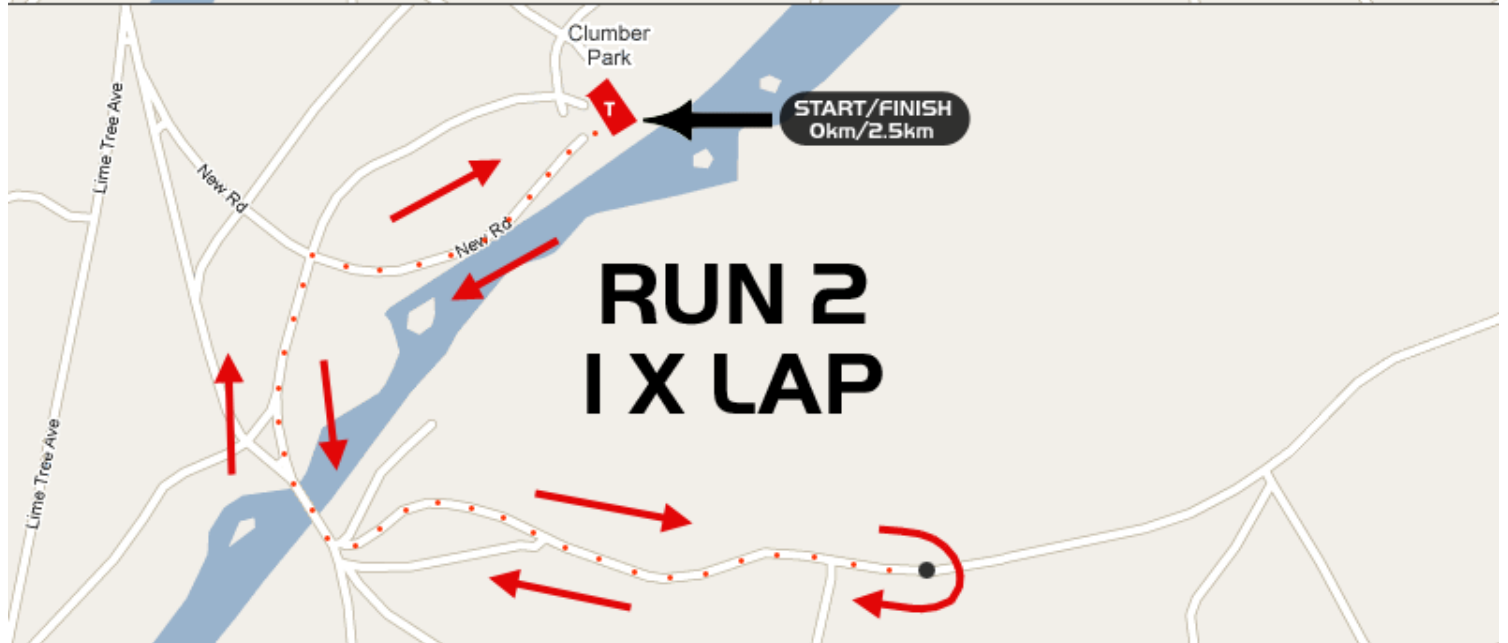 Clumber
Park
T
START/FINISH
0km/2.5km
Lime Tree Ave
New Rd
New Rd
RUN 2
1 X LAP
Lime Tree Ave